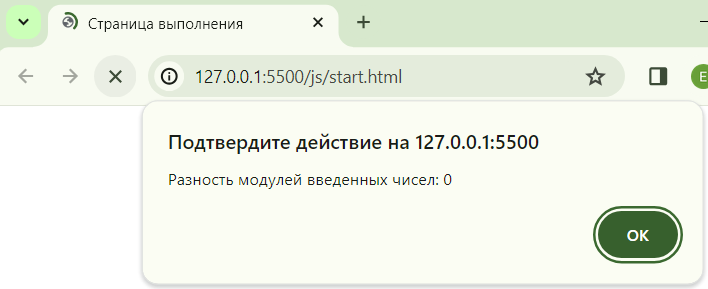 Страница выполнения
127.0.0.1:5500/js/start.html
E
Подтвердите действие на 127.0.0.1:5500
Разность модулей введенных чисел: 0
ОК